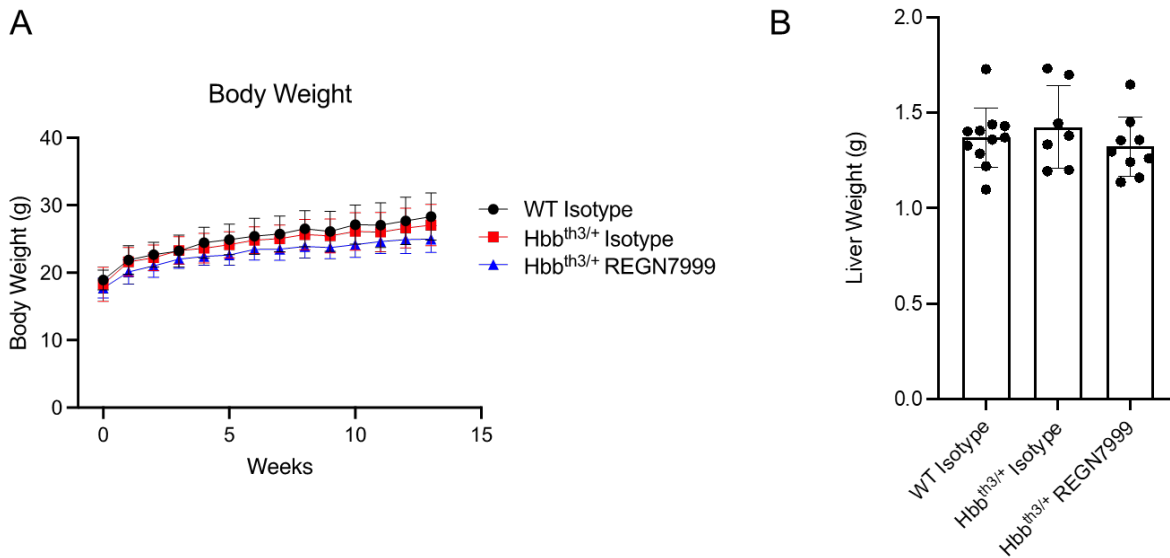 A
Body Weight
Body Weight (g)
40
30
20
10
0
0 5 10 15
Weeks
WT Isotype
Hbbth3/+ Isotype
Hbbth3/+ REGN7999
B
Liver Weight (g)
2.0
1.5
1.0
0.5
0.0
WT Isotype
Hbbth3/+ Isotype
Hbbth3/+ REGN7999